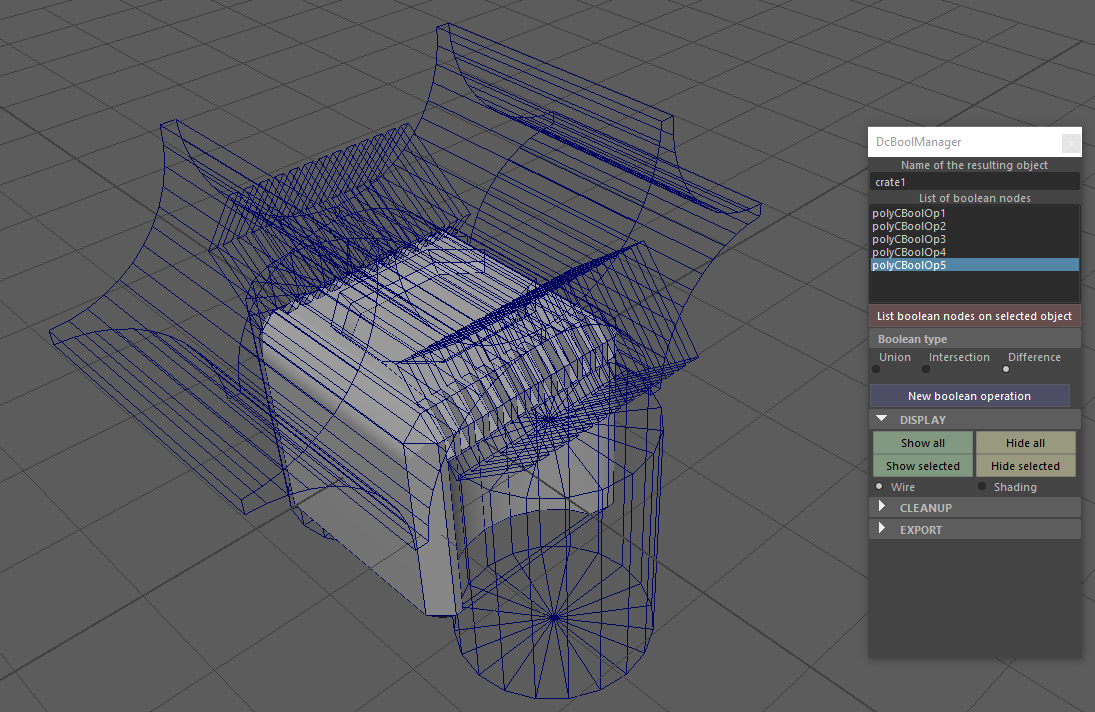 DcBoolManager
x
Name of the resulting object
crate1
List of boolean nodes
polyCBoolOp1
polyCBoolOp2
polyCBoolOp3
polyCBoolOp4
polyCBoolOp5
List boolean nodes on selected object
Boolean type
Union Intersection Difference
New boolean operation
DISPLAY
Show all Hide all
Show selected Hide selected
Wire Shading
CLEANUP
EXPORT